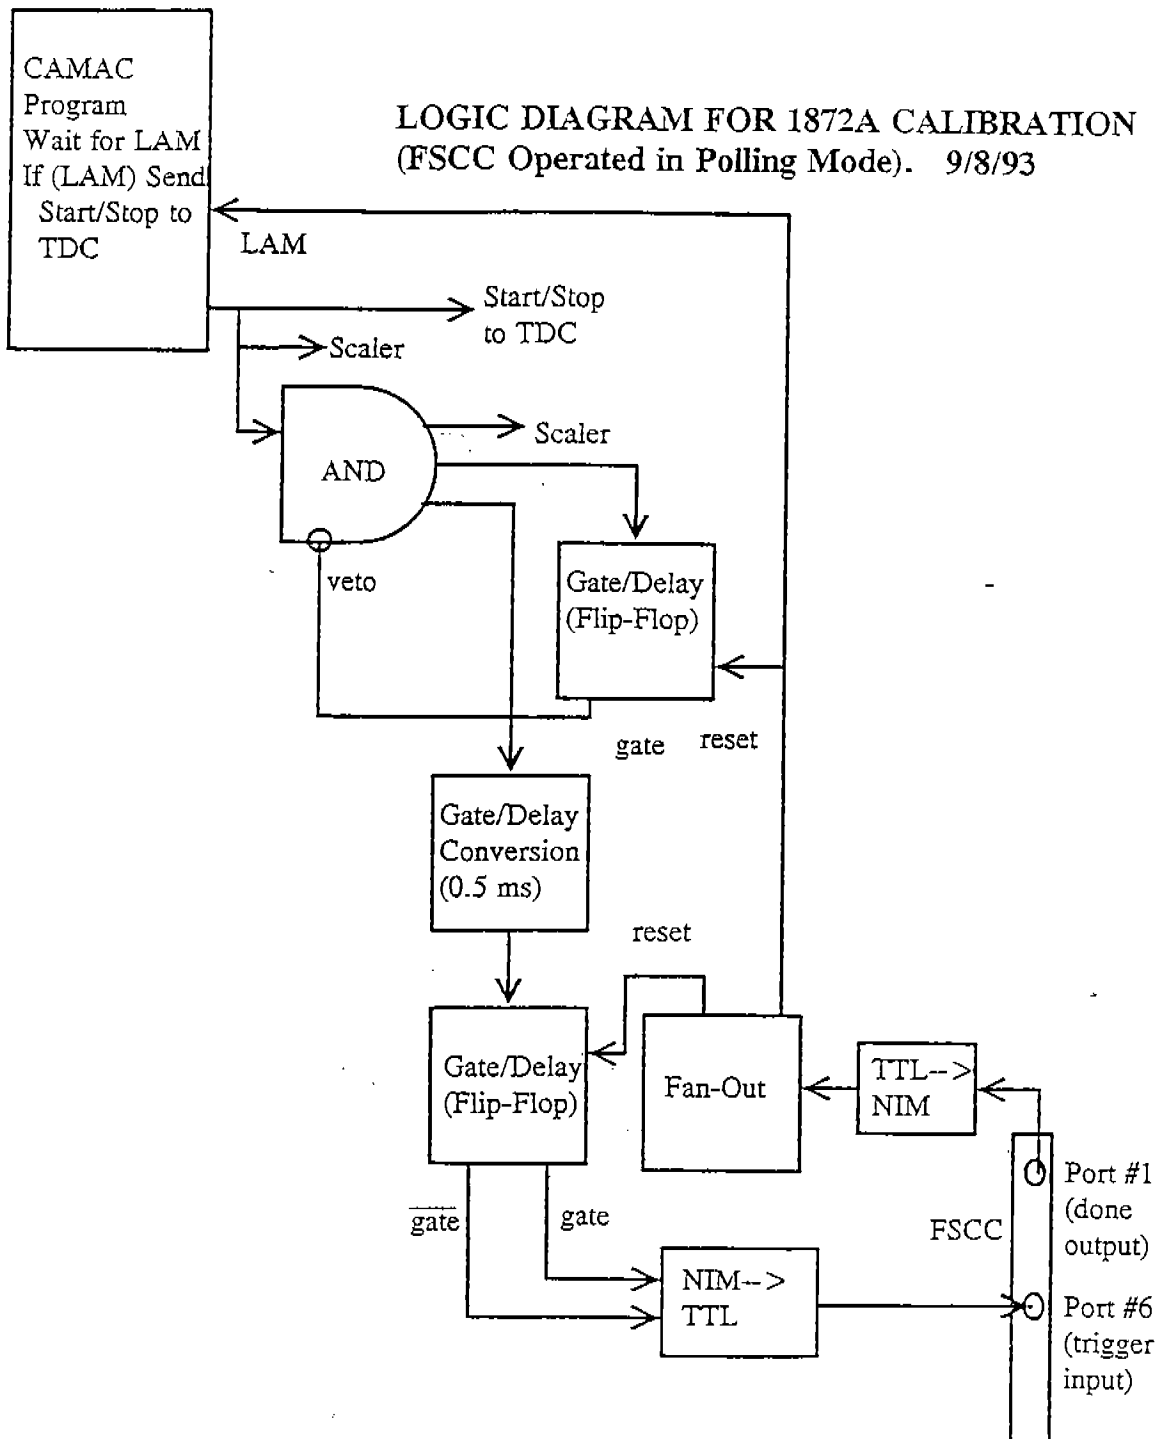 CAMAC
Program
Wait for LAM
If (LAM) Send
Start/Stop to
TDC
LOGIC DIAGRAM FOR 1872A CALIBRATION
(FSCC Operated in Polling Mode). 9/8/93
LAM
Start/Stop
to TDC
Scaler
Scaler
AND
veto
Gate/Delay
(Flip-Flop)
gate
reset
Gate/Delay
Conversion
(0.5 ms)
reset
Gate/Delay
(Flip-Flop)
Fan-Out
TTL-->
NIM
gate
gate
FSCC
Port #1
(done
output)
NIM-->
TTL
Port #6
(trigger
input)